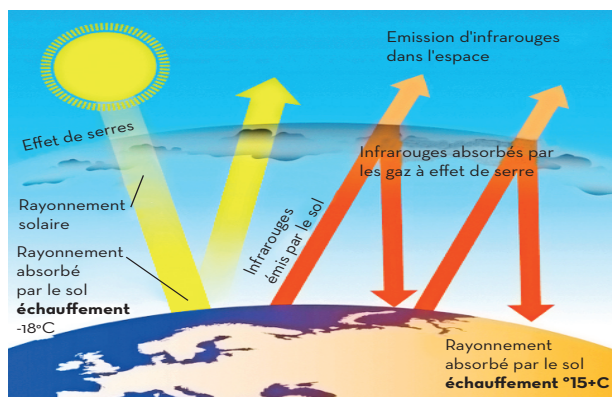 Emission d'infrarouges
dans l'espace
Effet de serres
Infrarouges absorbés par
les gaz à effet de serre
Rayonnement
solaire
Infrarouges
émis par le sol
Rayonnement
absorbé
par le sol
échauffement
-18°C
Rayonnement
absorbé par le sol
échauffement °15+C